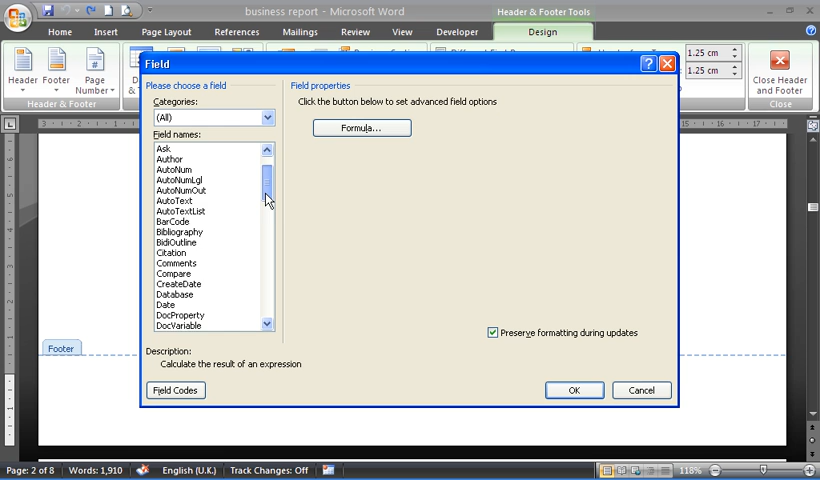 business report - Microsoft Word
Header & Footer Tools
Home Insert Page Layout References Mailings Review View Developer Design
Header
Footer
Page
Number
Header & Footer
1.25 cm
1.25 cm
Close Header
and Footer
Close
Field
Please choose a field
Categories:
(All)
Field names:
Ask
Author
AutoNum
AutoNumLgl
AutoNumOut
AutoText
AutoTextList
BarCode
Bibliography
BidiOutline
Citation
Comments
Compare
CreateDate
Database
Date
DocProperty
DocVariable
Field properties
Click the button below to set advanced field options
Formula...
Preserve formatting during updates
Description:
Calculate the result of an expression
Field Codes
OK
Cancel
Footer
Page: 2 of 8 Words: 1,910 English (U.K.) Track Changes: Off 118%